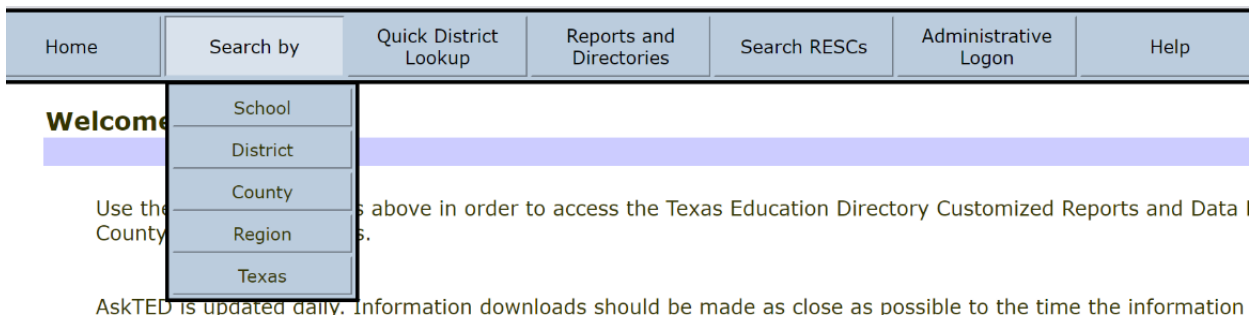 Home
Search by
Quick District
Lookup
Reports and
Directories
Search RESCs
Administrative
Logon
Help
School
District
County
Region
Texas
Welcome
Use the s above in order to access the Texas Education Directory Customized Reports and Data
County s.
AskTED is updated daily. Information downloads should be made as close as possible to the time the information